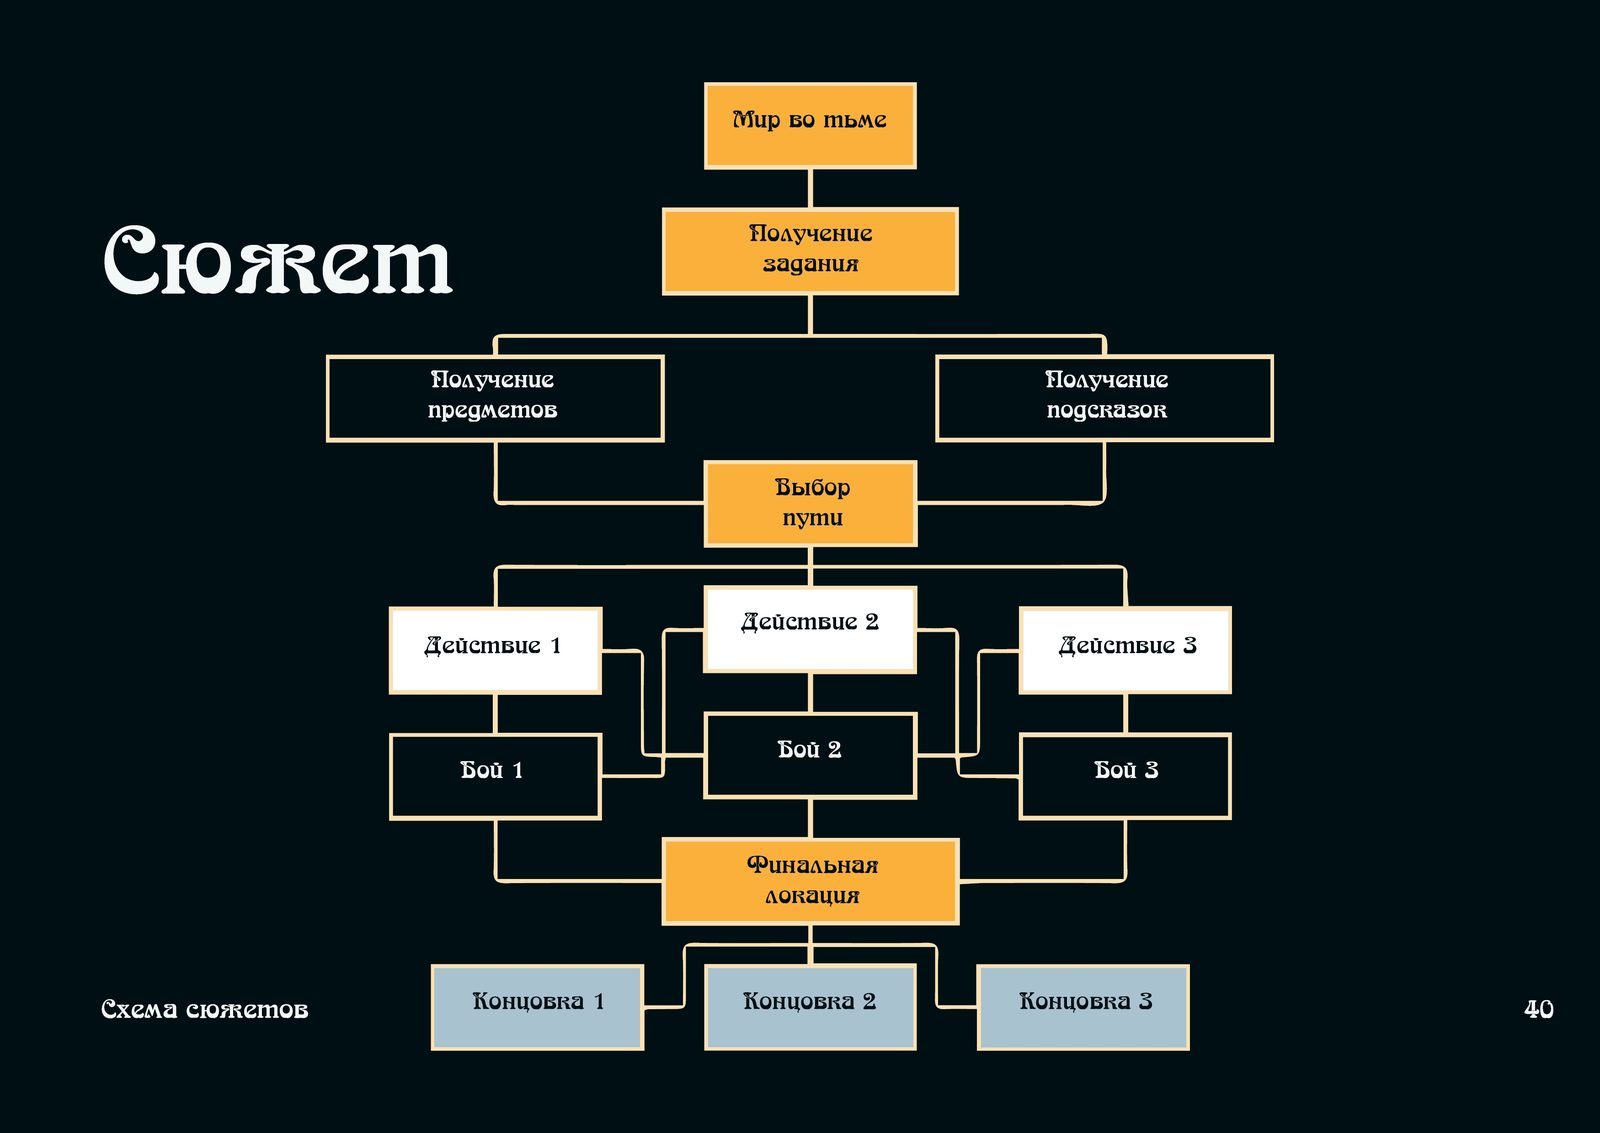 Мир во тьме
Получение
задания
Сюжет
Получение
предметов
Получение
подсказок
Выбор
пути
Действие 1
Действие 2
Действие 3
Бой 1
Бой 2
Бой 3
Финальная
локация
Концовка 1
Концовка 2
Концовка 3
Схема сюжетов
40